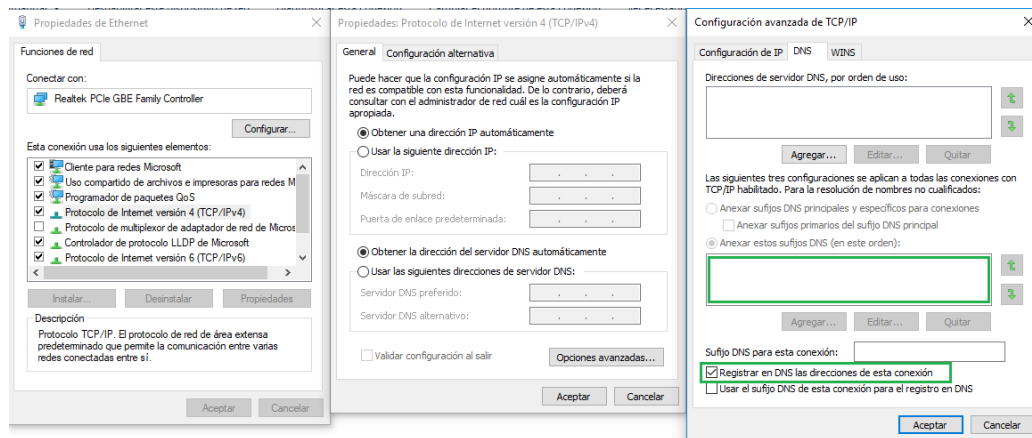 Propiedades de Ethernet
Funciones de red
Conectar con:
Realtek PCIe GBE Family Controller
Configurar...
Esta conexión usa los siguientes elementos:
Cliente para redes Microsoft
Uso compartido de archivos e impresoras para redes M
Programador de paquetes QoS
Protocolo de Internet versión 4 (TCP/IPv4)
Protocolo de multiplexor de adaptador de red de Micros
Controlador de protocolo LLDP de Microsoft
Protocolo de Internet versión 6 (TCP/IPv6)
Instalar...
Desinstalar
Propiedades
Descripción
Protocolo TCP/IP. El protocolo de red de área extensa
predeterminado que permite la comunicación entre varias
redes conectadas entre sí.
Aceptar
Cancelar
Propiedades: Protocolo de Internet versión 4 (TCP/IPv4)
General
Configuración alternativa
Puede hacer que la configuración IP se asigne automáticamente si la
red es compatible con esta funcionalidad. De lo contrario, deberá
consultar con el administrador de red cuál es la configuración IP
apropiada.
Obtener una dirección IP automáticamente
Usar la siguiente dirección IP:
Dirección IP:
Máscara de subred:
Puerta de enlace predeterminada:
Obtener la dirección del servidor DNS automáticamente
Usar las siguientes direcciones de servidor DNS:
Servidor DNS preferido:
Servidor DNS alternativo:
Validar configuración al salir
Opciones avanzadas...
Aceptar
Cancelar
Configuración avanzada de TCP/IP
Configuración de IP
DNS
WINS
Direcciones de servidor DNS, por orden de uso:
Agregar...
Editar...
Quitar
Las siguientes tres configuraciones se aplican a todas las conexiones con
TCP/IP habilitado. Para la resolución de nombres no cualificados:
Anexar sufijos DNS principales y específicos para conexiones
Anexar sufijos primarios del sufijo DNS principal
Anexar estos sufijos DNS (en este orden):
Agregar...
Editar...
Quitar
Sufijo DNS para esta conexión:
Registrar en DNS las direcciones de esta conexión
Usar el sufijo DNS de esta conexión para el registro en DNS
Aceptar
Cancelar